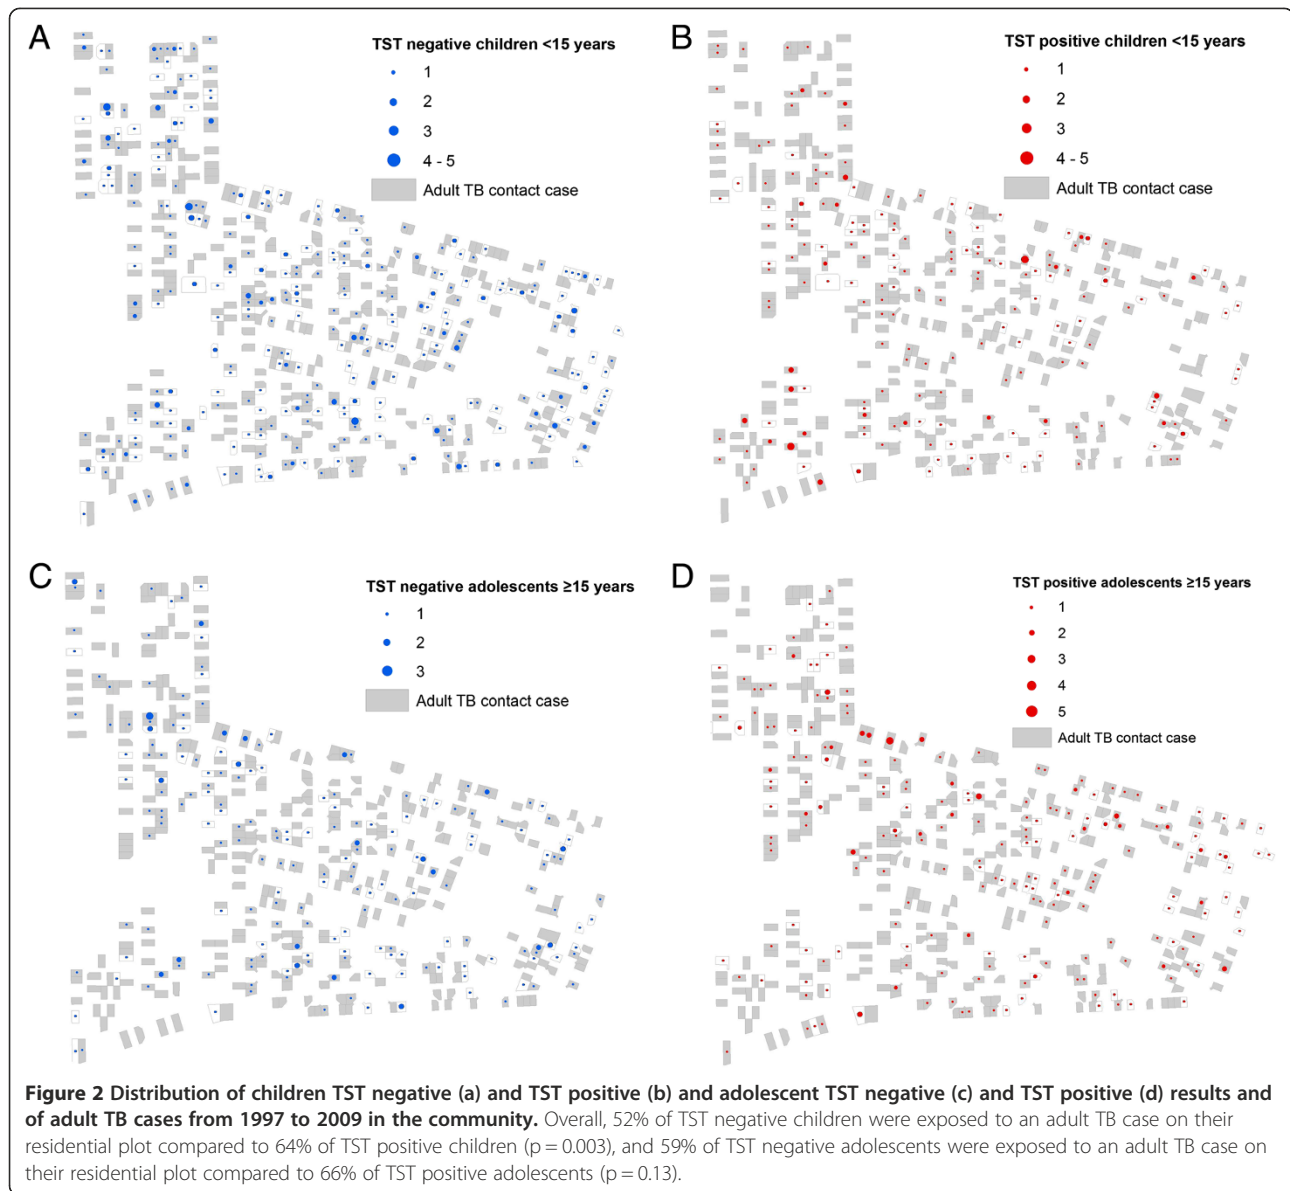 A
TST negative children <15 years
1
2
3
4 - 5
Adult TB contact case
B
TST positive children <15 years
1
2
3
4 - 5
Adult TB contact case
C
TST negative adolescents ≥15 years
1
2
3
Adult TB contact case
D
TST positive adolescents ≥15 years
1
2
3
4
5
Adult TB contact case
Figure 2 Distribution of children TST negative (a) and TST positive (b) and adolescent TST negative (c) and TST positive (d) results and
of adult TB cases from 1997 to 2009 in the community. Overall, 52% of TST negative children were exposed to an adult TB case on their
residential plot compared to 64% of TST positive children (p = 0.003), and 59% of TST negative adolescents were exposed to an adult TB case on
their residential plot compared to 66% of TST positive adolescents (p = 0.13).